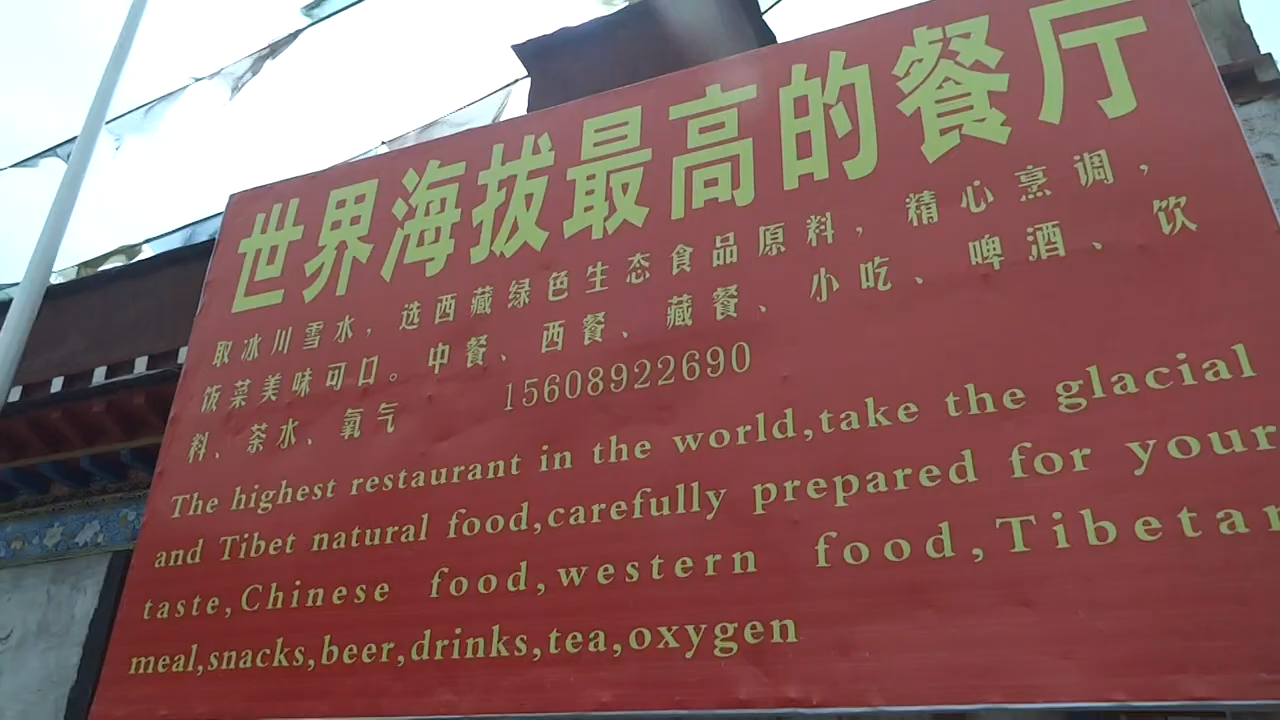 世界海拔最高的餐厅
取冰川雪水，选西藏绿色生态食品原料，精心烹调，
饭菜美味可口。中餐、西餐、藏餐、小吃、啤酒、饮
料、茶水、氧气 15608922690
The highest restaurant in the world,take the glacial
and Tibet natural food,carefully prepared for your
taste,Chinese food,western food,Tibetan
meal,snacks,beer,drinks,tea,oxygen